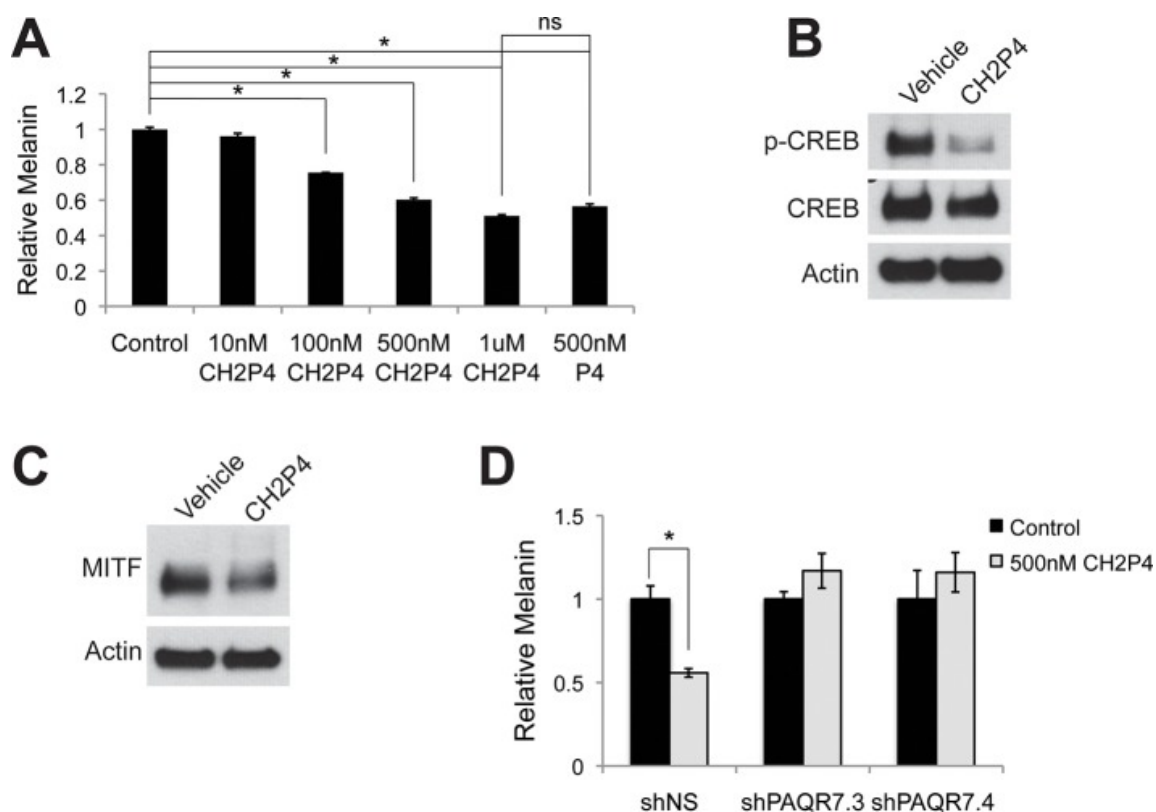 A
ns
*
*
*
*
Relative Melanin
1.2
1
0.8
0.6
0.4
0.2
0
Control 10nM 100nM 500nM 1uM 500nM
CH2P4 CH2P4 CH2P4 CH2P4 P4
B
Vehicle CH2P4
p-CREB
CREB
Actin
C
Vehicle CH2P4
MITF
Actin
D
Relative Melanin
1.5
1
0.5
0
*
Control
500nM CH2P4
shNS shPAQR7.3 shPAQR7.4